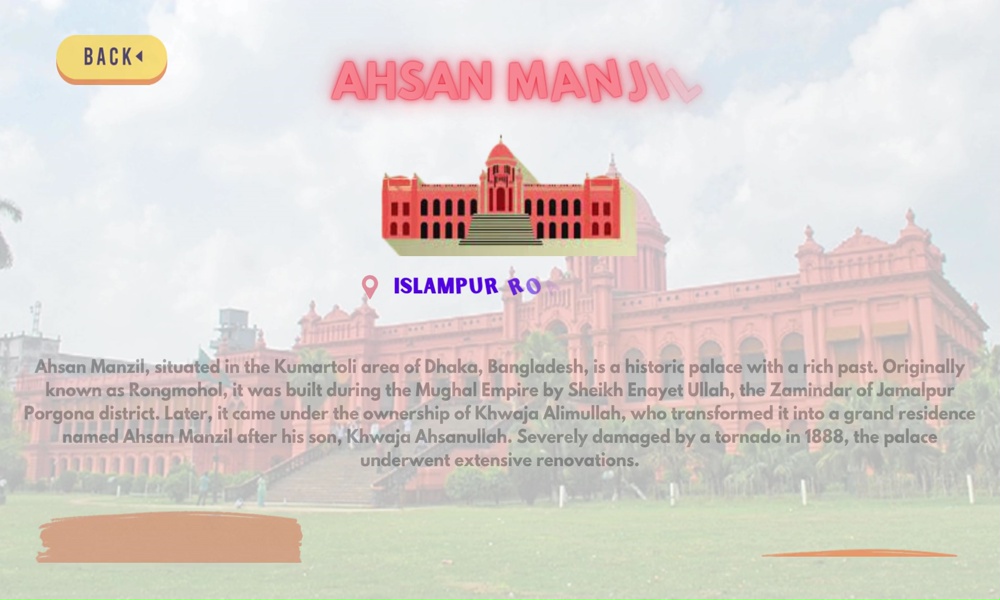 BACK
AHSAN MANJIL
ISLAMPUR RO
Ahsan Manzil, situated in the Kumartoli area of Dhaka, Bangladesh, is a historic palace with a rich past. Originally
known as Rongmohol, it was built during the Mughal Empire by Sheikh Enayet Ullah, the Zamindar of Jamalpur
Porgona district. Later, it came under the ownership of Khwaja Alimullah, who transformed it into a grand residence
named Ahsan Manzil after his son, Khwaja Ahsanullah. Severely damaged by a tornado in 1888, the palace
underwent extensive renovations.